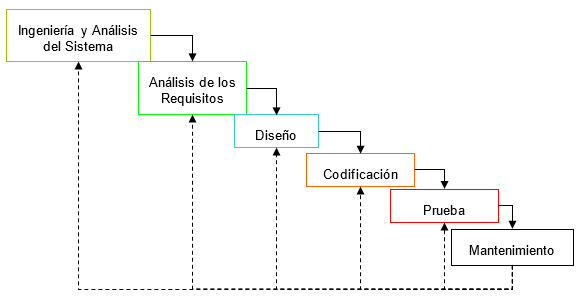 Ingeniería y Análisis
del Sistema
Análisis de los
Requisitos
Diseño
Codificación
Prueba
Mantenimiento